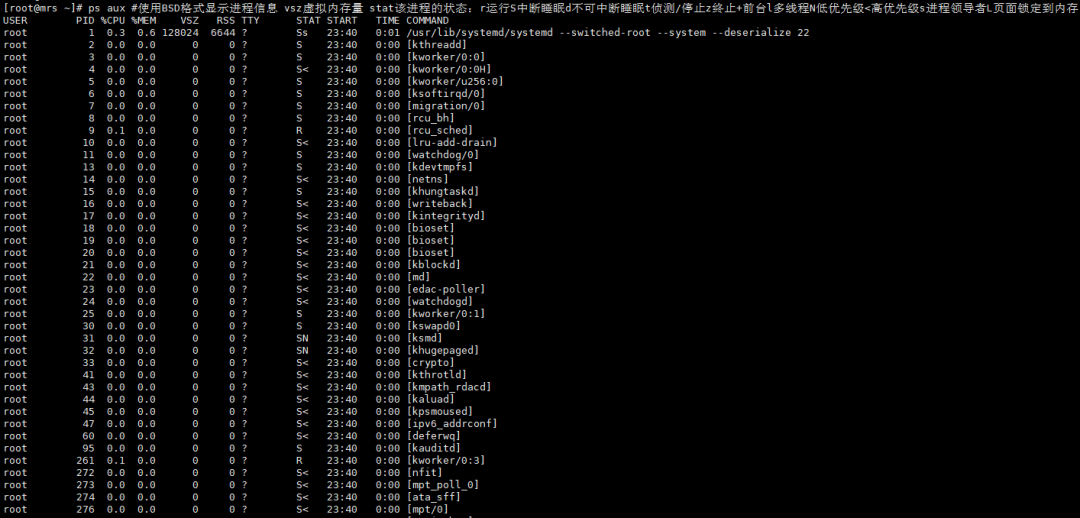 [root@mrs ~]# ps aux #使用BSD格式显示进程信息 vsz虚拟内存量 stat该进程的状态：r运行S中断睡眠d不可中断睡眠t侦测/停止z终止+前台l多线程N低优先级<高优先级s进程领导者L页面锁定到内存
USER PID %CPU %MEM VSZ RSS TTY STAT START TIME COMMAND
root 1 0.3 0.6 128024 6644 ? Ss 23:40 0:01 /usr/lib/systemd/systemd --switched-root --system --deserialize 22
root 2 0.0 0.0 0 0 ? S 23:40 0:00 [kthreadd]
root 3 0.0 0.0 0 0 ? S 23:40 0:00 [kworker/0:0]
root 4 0.0 0.0 0 0 ? S< 23:40 0:00 [kworker/0:0H]
root 5 0.0 0.0 0 0 ? S 23:40 0:00 [kworker/u256:0]
root 6 0.0 0.0 0 0 ? S 23:40 0:00 [ksoftirqd/0]
root 7 0.0 0.0 0 0 ? S 23:40 0:00 [migration/0]
root 8 0.0 0.0 0 0 ? S 23:40 0:00 [rcu_bh]
root 9 0.1 0.0 0 0 ? R 23:40 0:00 [rcu_sched]
root 10 0.0 0.0 0 0 ? S< 23:40 0:00 [lru-add-drain]
root 11 0.0 0.0 0 0 ? S 23:40 0:00 [watchdog/0]
root 13 0.0 0.0 0 0 ? S 23:40 0:00 [kdevtmpfs]
root 14 0.0 0.0 0 0 ? S< 23:40 0:00 [netns]
root 15 0.0 0.0 0 0 ? S 23:40 0:00 [khungtaskd]
root 16 0.0 0.0 0 0 ? S< 23:40 0:00 [writeback]
root 17 0.0 0.0 0 0 ? S< 23:40 0:00 [kintegrityd]
root 18 0.0 0.0 0 0 ? S< 23:40 0:00 [bioset]
root 19 0.0 0.0 0 0 ? S< 23:40 0:00 [bioset]
root 20 0.0 0.0 0 0 ? S< 23:40 0:00 [bioset]
root 21 0.0 0.0 0 0 ? S< 23:40 0:00 [kblockd]
root 22 0.0 0.0 0 0 ? S< 23:40 0:00 [md]
root 23 0.0 0.0 0 0 ? S< 23:40 0:00 [edac-poller]
root 24 0.0 0.0 0 0 ? S< 23:40 0:00 [watchdogd]
root 25 0.0 0.0 0 0 ? S 23:40 0:00 [kworker/0:1]
root 30 0.0 0.0 0 0 ? S 23:40 0:00 [kswapd0]
root 31 0.0 0.0 0 0 ? SN 23:40 0:00 [ksmd]
root 32 0.0 0.0 0 0 ? SN 23:40 0:00 [khugepaged]
root 33 0.0 0.0 0 0 ? S< 23:40 0:00 [crypto]
root 41 0.0 0.0 0 0 ? S< 23:40 0:00 [kthrotld]
root 43 0.0 0.0 0 0 ? S< 23:40 0:00 [kmpath_rdacd]
root 44 0.0 0.0 0 0 ? S< 23:40 0:00 [kaluad]
root 45 0.0 0.0 0 0 ? S< 23:40 0:00 [kpsmoused]
root 47 0.0 0.0 0 0 ? S< 23:40 0:00 [ipv6_addrconf]
root 60 0.0 0.0 0 0 ? S< 23:40 0:00 [deferwq]
root 95 0.0 0.0 0 0 ? S 23:40 0:00 [kauditd]
root 261 0.1 0.0 0 0 ? R 23:40 0:00 [kworker/0:3]
root 272 0.0 0.0 0 0 ? S< 23:40 0:00 [nfit]
root 273 0.0 0.0 0 0 ? S< 23:40 0:00 [mpt_poll_0]
root 274 0.0 0.0 0 0 ? S< 23:40 0:00 [ata_sff]
root 276 0.0 0.0 0 0 ? S< 23:40 0:00 [mpt/0]